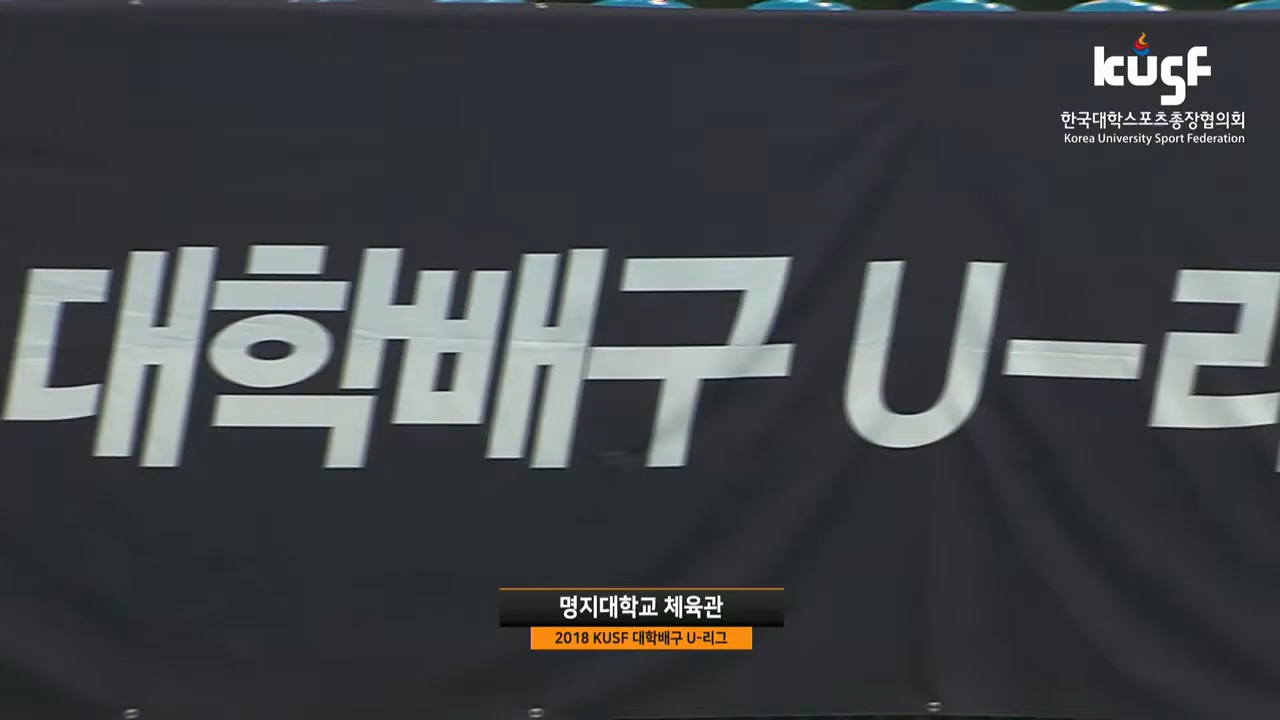 kusf
한국대학스포츠총장협의회
Korea University Sport Federation
대학배구 U-리
명지대학교 체육관
2018 KUSF 대학배구 U-리그